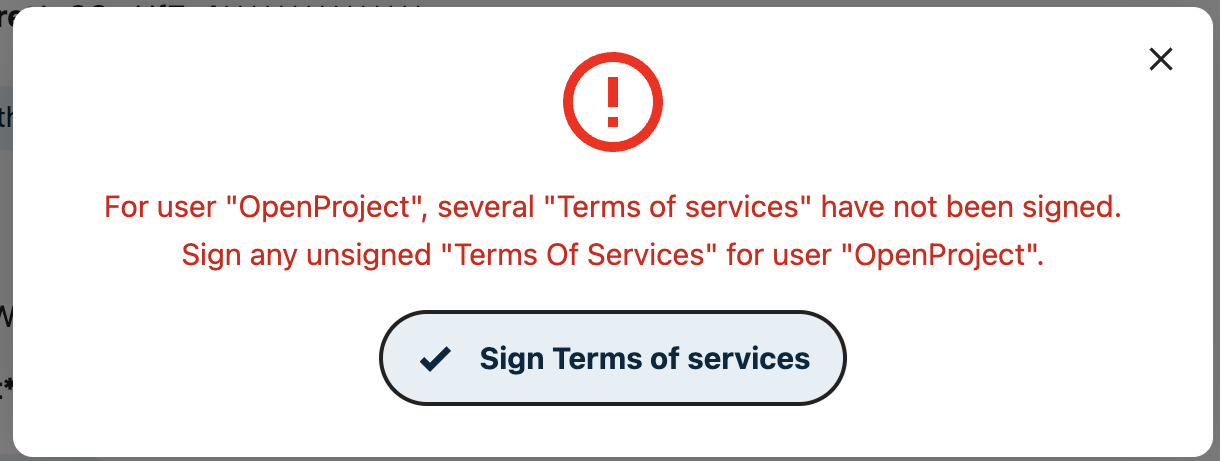 For user "OpenProject", several "Terms of services" have not been signed.
Sign any unsigned "Terms Of Services" for user "OpenProject".
Sign Terms of services